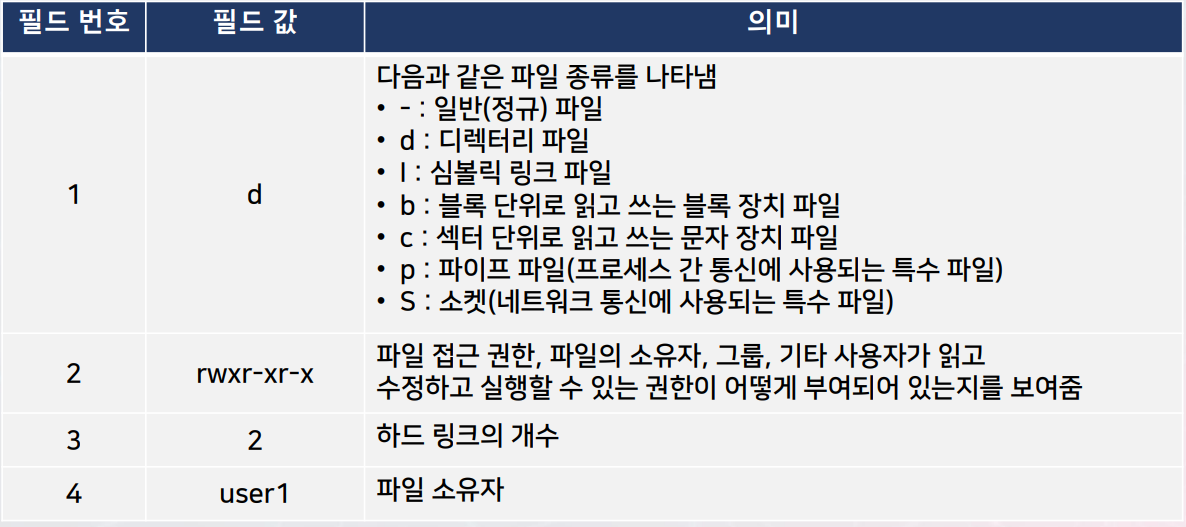 필드 번호 필드 값 의미
다음과 같은 파일 종류를 나타냄
• - : 일반(정규) 파일
• d : 디렉터리 파일
• l : 심볼릭 링크 파일
• b : 블록 단위로 읽고 쓰는 블록 장치 파일
• c : 섹터 단위로 읽고 쓰는 문자 장치 파일
• p : 파이프 파일(프로세스 간 통신에 사용되는 특수 파일)
• S : 소켓(네트워크 통신에 사용되는 특수 파일)
1 d
2 rwxr-xr-x 파일 접근 권한, 파일의 소유자, 그룹, 기타 사용자가 읽고
수정하고 실행할 수 있는 권한이 어떻게 부여되어 있는지를 보여줌
3 2 하드 링크의 개수
4 user1 파일 소유자